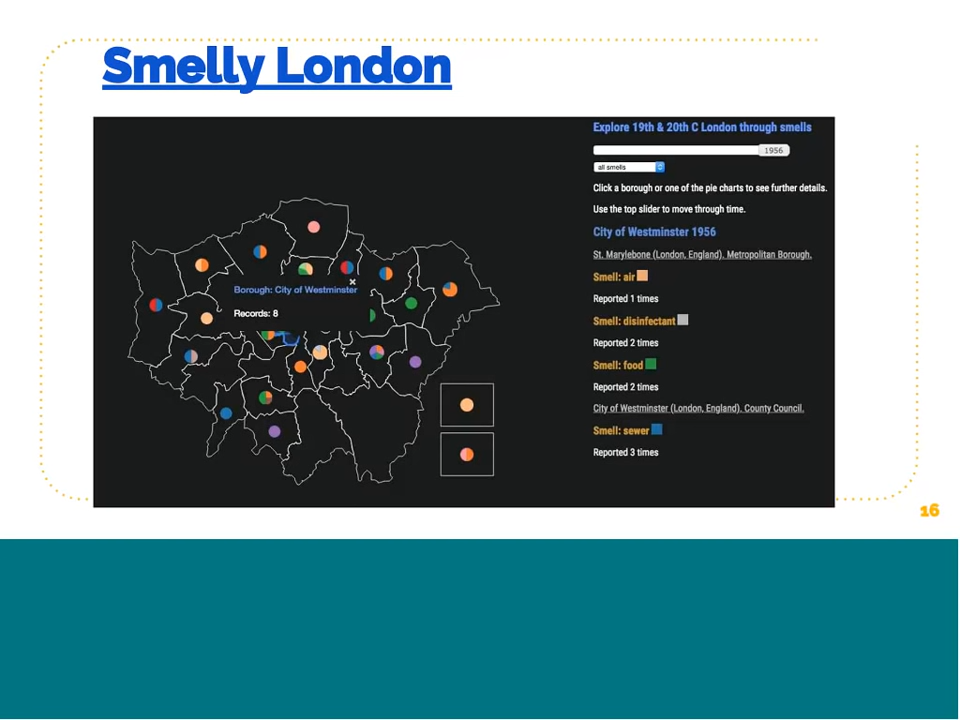 Smelly London
Explore 19th & 20th C London through smells
1956
all smells
Click a borough or one of the pie charts to see further details.
Use the top slider to move through time.
City of Westminster 1956
St. Marylebone (London, England). Metropolitan Borough.
Smell: air
Reported 1 times
Smell: disinfectant
Reported 2 times
Smell: food
Reported 2 times
City of Westminster (London, England). County Council.
Smell: sewer
Reported 3 times
Borough: City of Westminster
Records: 8
16